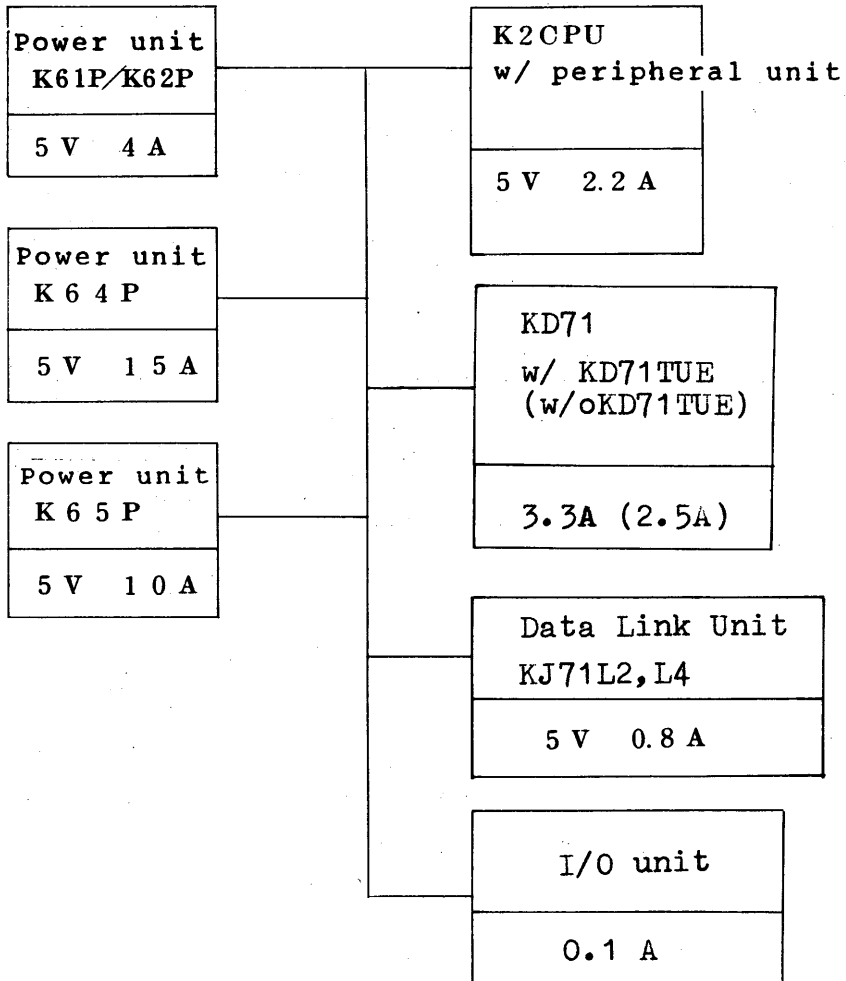 Power unit
K61P/K62P
5 V 4 A
Power unit
K 6 4 P
5 V 1 5 A
Power unit
K 6 5 P
5 V 1 0 A
K2CPU
w/ peripheral unit
5 V 2.2 A
KD71
w/ KD71TUE
(w/oKD71TUE)
3.3A (2.5A)
Data Link Unit
KJ71L2,L4
5 V 0.8 A
I/O unit
0.1 A